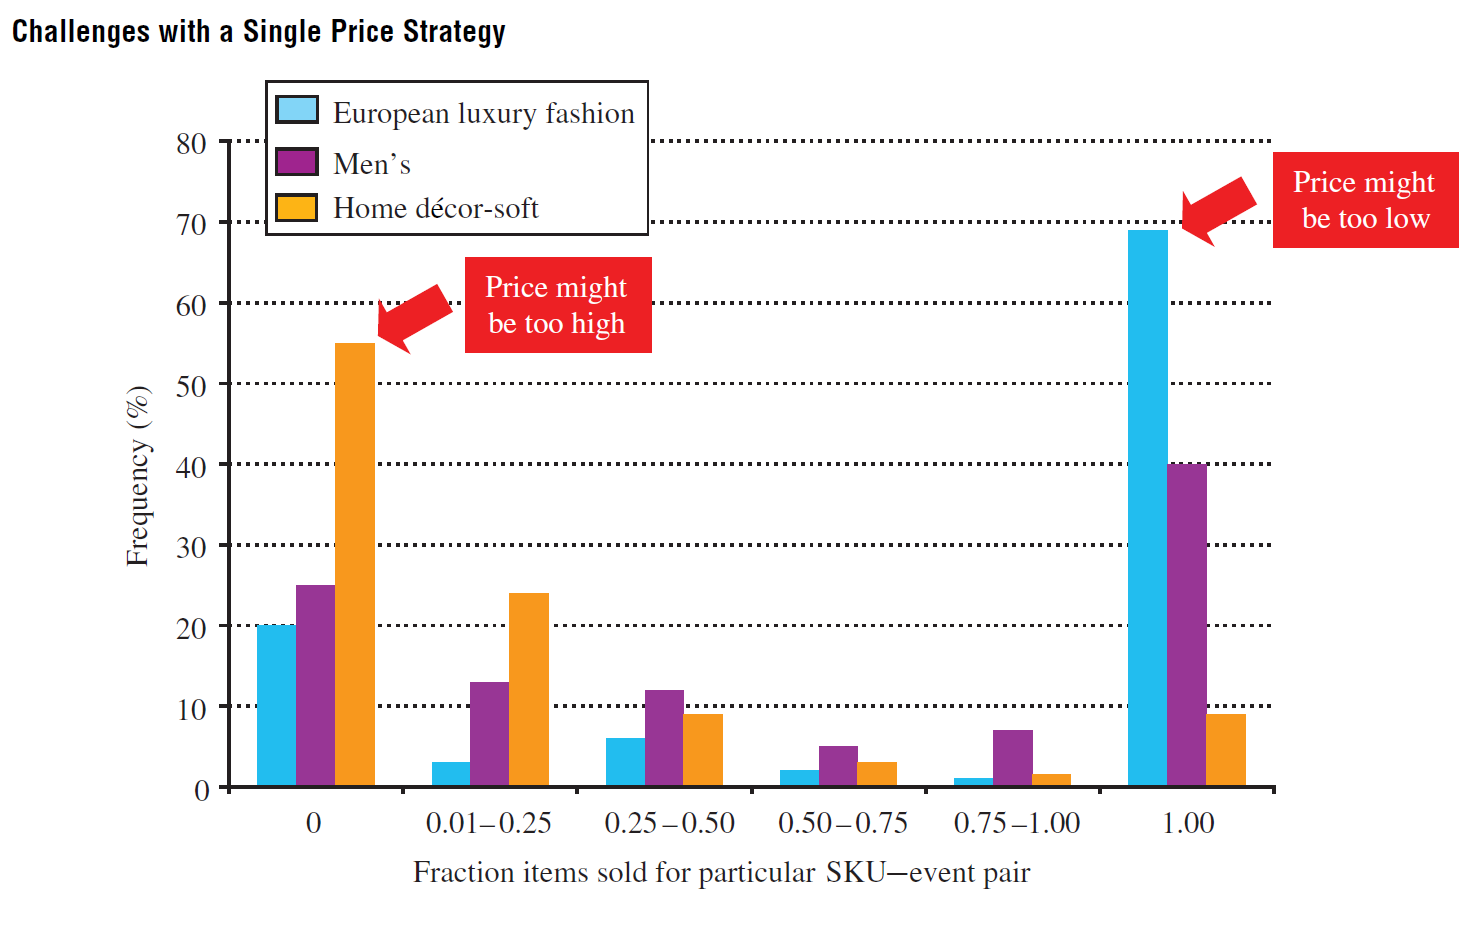 Challenges with a Single Price Strategy
European luxury fashion
Men's
Home décor-soft
Price might
be too high
Price might
be too low
Frequency (%)
80
70
60
50
40
30
20
10
0
0
0.01–0.25
0.25–0.50
0.50–0.75
0.75–1.00
1.00
Fraction items sold for particular SKU—event pair